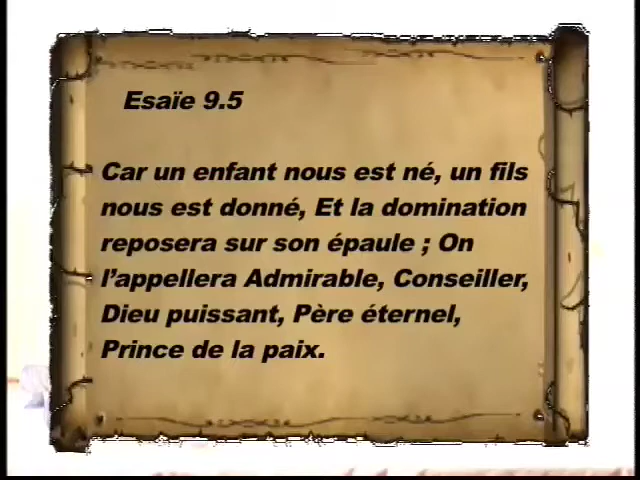 Esaïe 9.5
Car un enfant nous est né, un fils
nous est donné, Et la domination
reposera sur son épaule ; On
l'appellera Admirable, Conseiller,
Dieu puissant, Père éternel,
Prince de la paix.